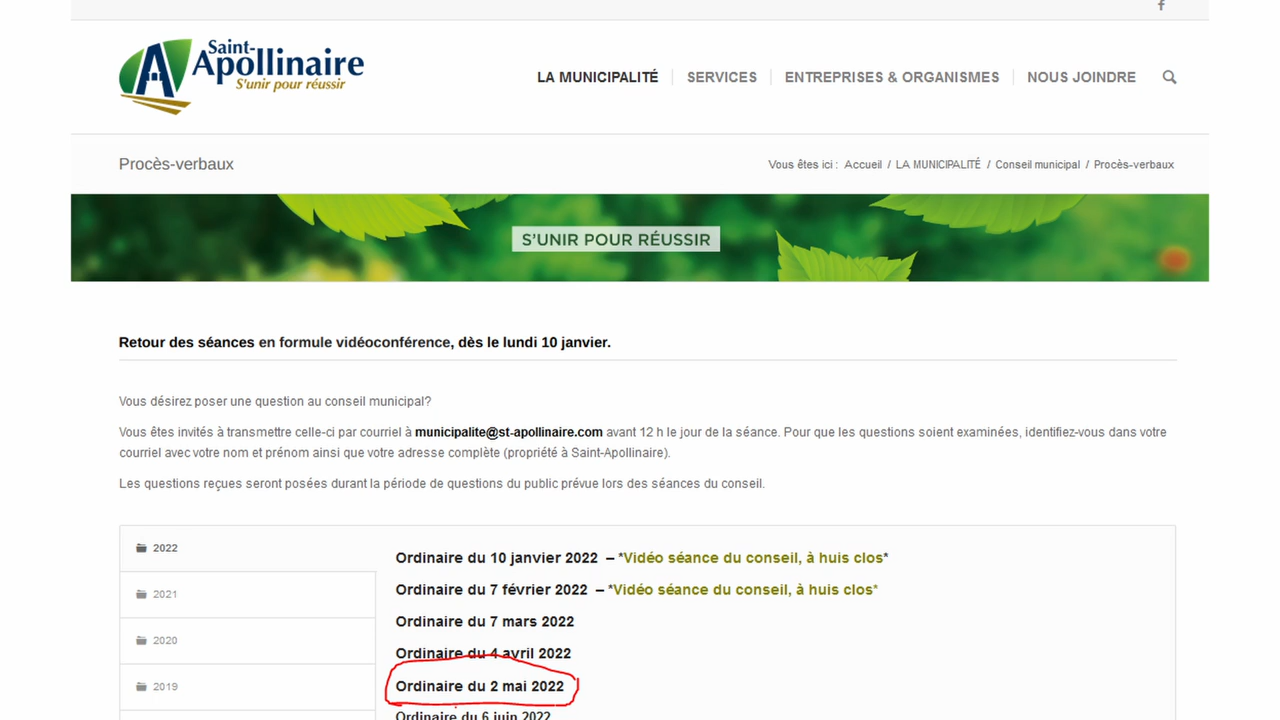 Saint-
Apollinaire
S'unir pour réussir
LA MUNICIPALITÉ
SERVICES
ENTREPRISES & ORGANISMES
NOUS JOINDRE
Procès-verbaux
Vous êtes ici : Accueil / LA MUNICIPALITÉ / Conseil municipal / Procès-verbaux
S'UNIR POUR RÉUSSIR
Retour des séances en formule vidéoconférence, dès le lundi 10 janvier.
Vous désirez poser une question au conseil municipal?
Vous êtes invités à transmettre celle-ci par courriel à municipalite@st-apollinaire.com avant 12 h le jour de la séance. Pour que les questions soient examinées, identifiez-vous dans votre
courriel avec votre nom et prénom ainsi que votre adresse complète (propriété à Saint-Apollinaire).
Les questions reçues seront posées durant la période de questions du public prévue lors des séances du conseil.
2022
2021
2020
2019
Ordinaire du 10 janvier 2022 – *Vidéo séance du conseil, à huis clos*
Ordinaire du 7 février 2022 – *Vidéo séance du conseil, à huis clos*
Ordinaire du 7 mars 2022
Ordinaire du 4 avril 2022
Ordinaire du 2 mai 2022
Ordinaire du 6 juin 2022